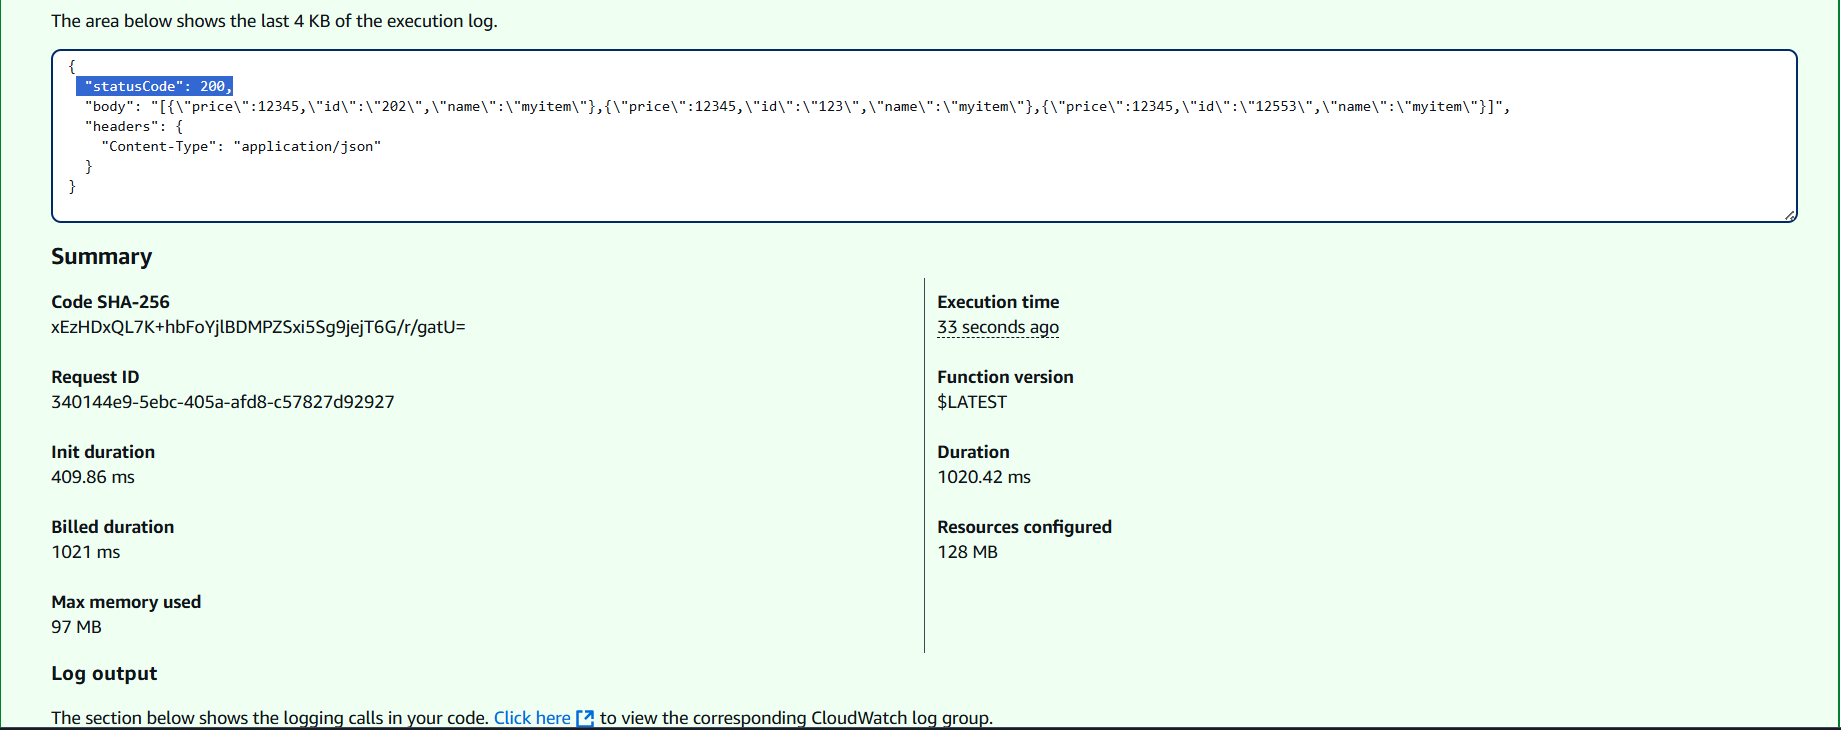 The area below shows the last 4 KB of the execution log.
{
"statusCode": 200,
"body": "[{\"price\":12345,\"id\":\"202\",\"name\":\"myitem\"},{\"price\":12345,\"id\":\"123\",\"name\":\"myitem\"},{\"price\":12345,\"id\":\"12553\",\"name\":\"myitem\"}]",
"headers": {
"Content-Type": "application/json"
}
}
Summary
Code SHA-256
xEzHDxQL7K+hbFoYjlBDMPZSxi5Sg9jejT6G/r/gatU=
Execution time
33 seconds ago
Request ID
340144e9-5ebc-405a-afd8-c57827d92927
Function version
$LATEST
Init duration
409.86 ms
Duration
1020.42 ms
Billed duration
1021 ms
Resources configured
128 MB
Max memory used
97 MB
Log output
The section below shows the logging calls in your code. Click here to view the corresponding CloudWatch log group.